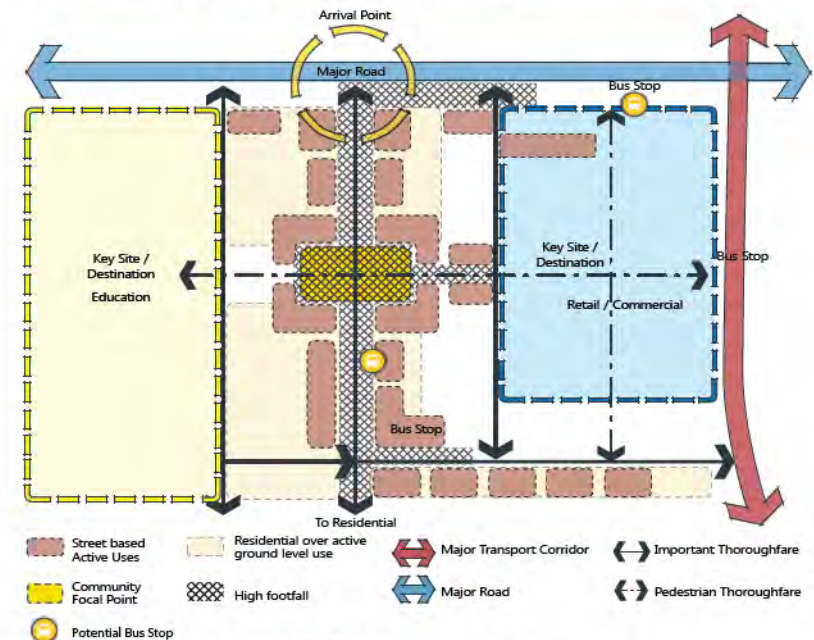 Arrival Point
Major Road
Bus Stop
Key Site /
Destination
Education
Key Site /
Destination
Bus Stop
Retail / Commercial
Bus Stop
To Residential
Street based
Active Uses
Residential over active
ground level use
Major Transport Corridor
Important Thoroughfare
Community
Focal Point
High footfall
Major Road
Pedestrian Thoroughfare
Potential Bus Stop